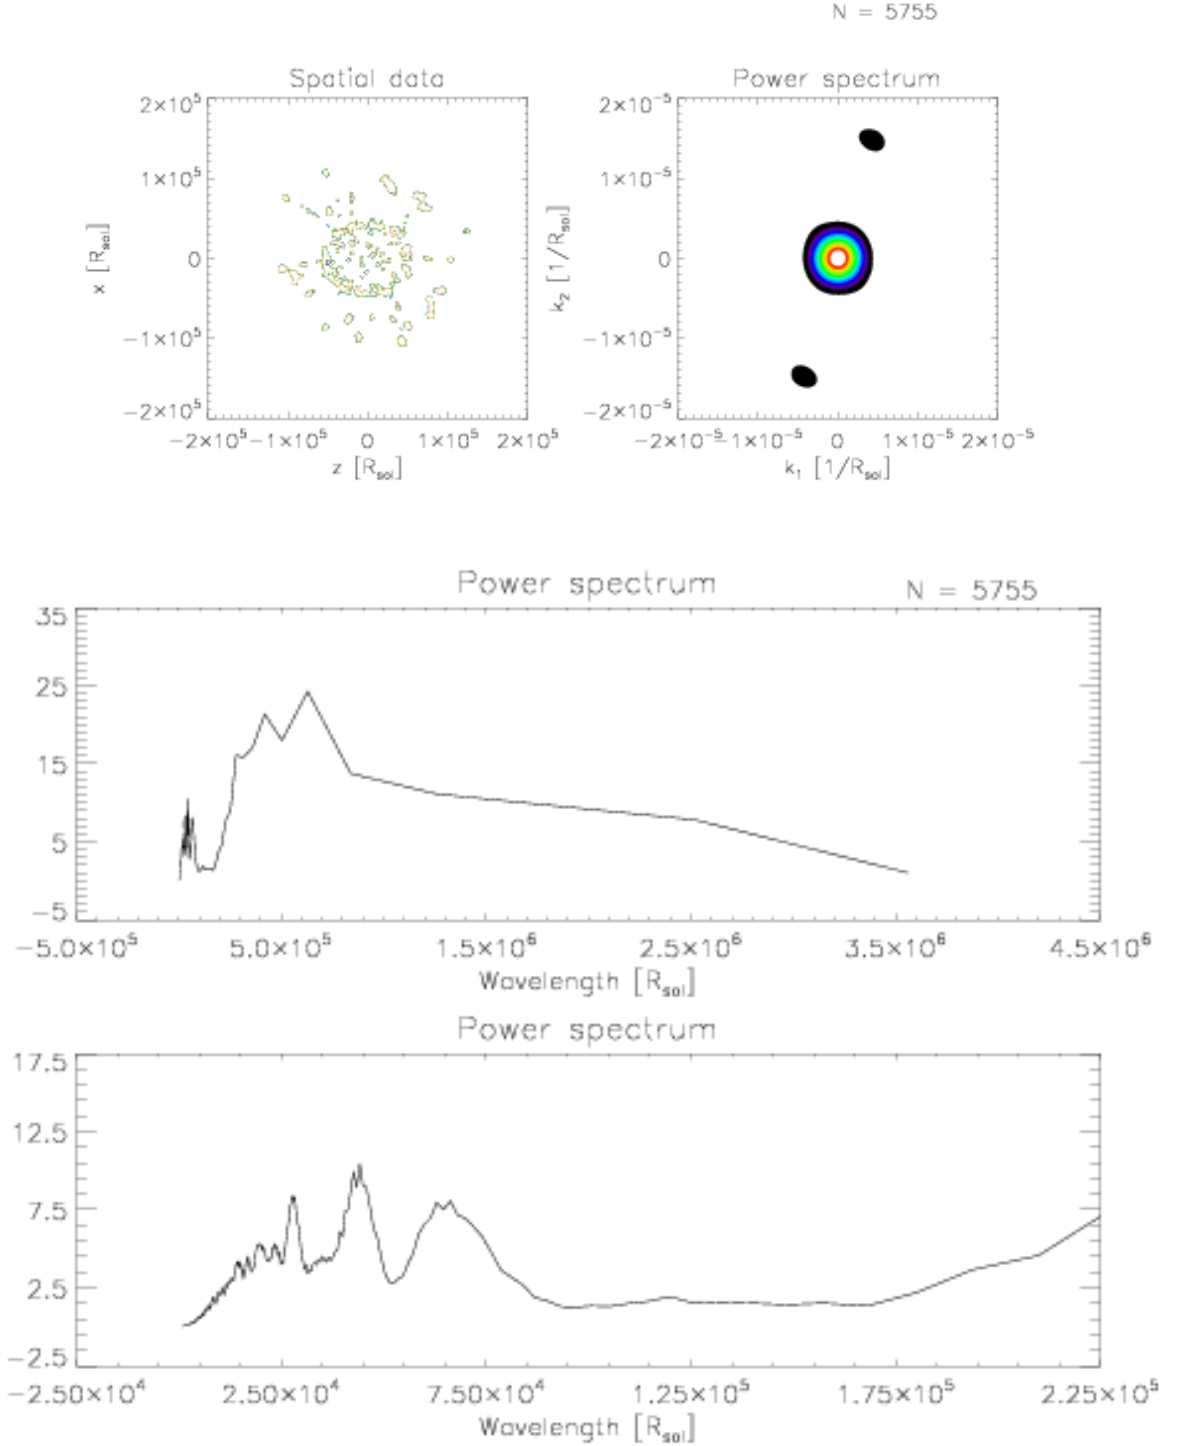 N = 5755
Spatial data
Power spectrum
2×10⁵
1×10⁵
0
−1×10⁵
−2×10⁵
x [R_sol]
−2×10⁵ −1×10⁵ 0 1×10⁵ 2×10⁵
z [R_sol]
2×10⁻⁵
1×10⁻⁵
0
−1×10⁻⁵
−2×10⁻⁵
k₂ [1/R_sol]
−2×10⁻⁵ −1×10⁻⁵ 0 1×10⁻⁵ 2×10⁻⁵
k₁ [1/R_sol]
Power spectrum
N = 5755
35
25
15
5
−5
−5.0×10⁵ 5.0×10⁵ 1.5×10⁶ 2.5×10⁶ 3.5×10⁶ 4.5×10⁶
Wavelength [R_sol]
Power spectrum
17.5
12.5
7.5
2.5
−2.5
−2.50×10⁴ 2.50×10⁴ 7.50×10⁴ 1.25×10⁵ 1.75×10⁵ 2.25×10⁵
Wavelength [R_sol]